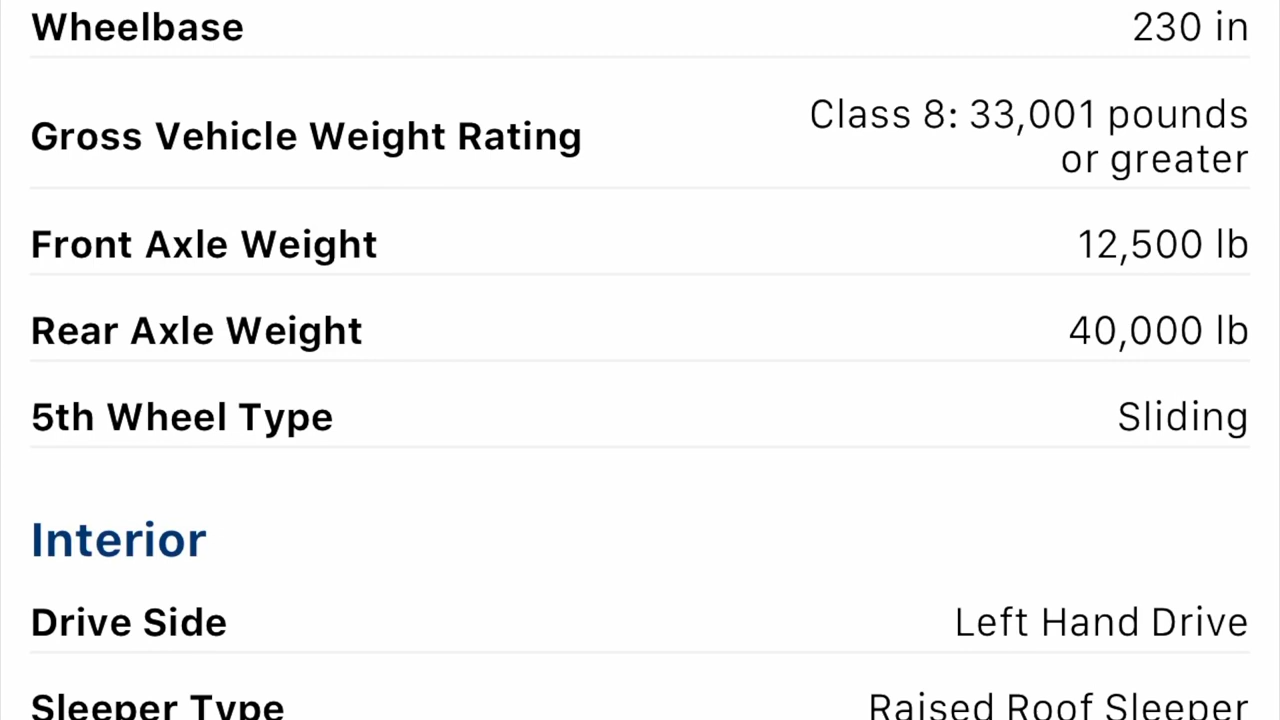 Wheelbase 230 in
Gross Vehicle Weight Rating Class 8: 33,001 pounds
or greater
Front Axle Weight 12,500 lb
Rear Axle Weight 40,000 lb
5th Wheel Type Sliding
Interior
Drive Side Left Hand Drive
Sleeper Type Raised Roof Sleeper